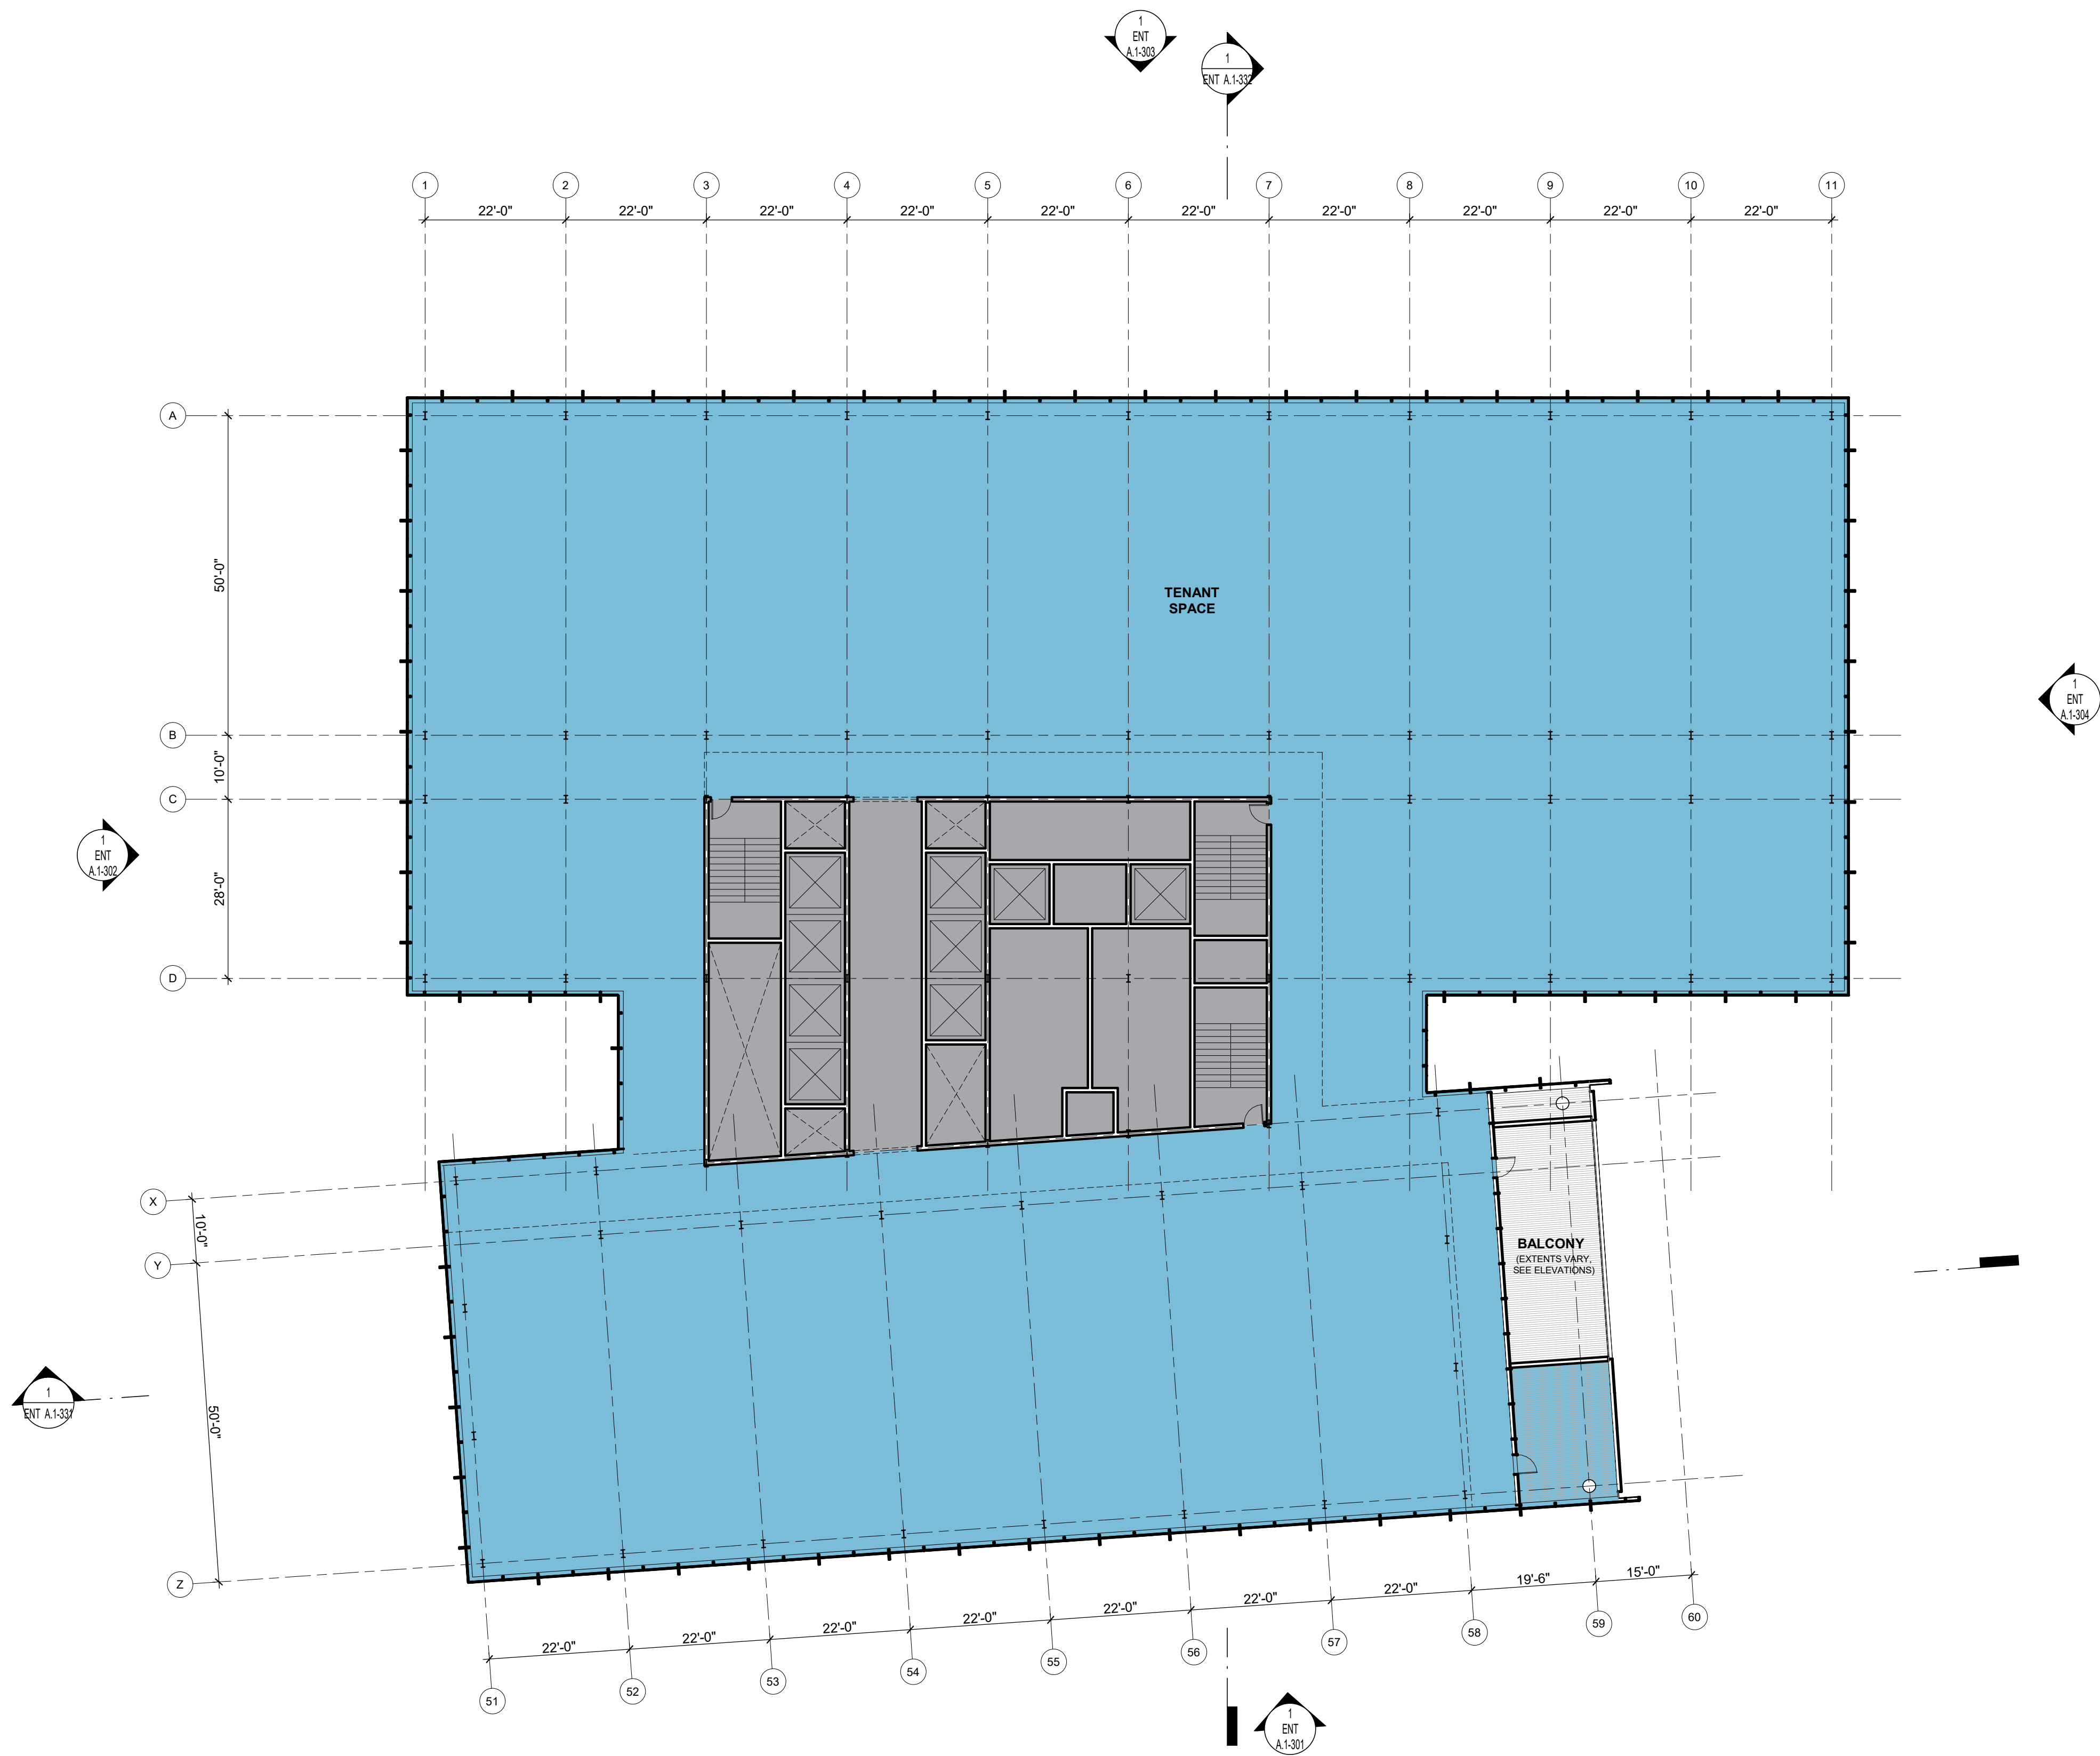 1
ENT
A.1-303
1
ENT A.1-332
1
2
3
4
5
6
7
8
9
10
11
22'-0"
22'-0"
22'-0"
22'-0"
22'-0"
22'-0"
22'-0"
22'-0"
22'-0"
22'-0"
A
50'-0"
TENANT
SPACE
1
ENT
A.1-304
B
10'-0"
C
1
ENT
A.1-302
28'-0"
D
X
10'-0"
Y
BALCONY
(EXTENTS VARY,
SEE ELEVATIONS)
1
ENT A.1-331
50'-0"
Z
22'-0"
22'-0"
22'-0"
22'-0"
22'-0"
22'-0"
22'-0"
19'-6"
15'-0"
51
52
53
54
55
56
57
58
59
60
1
ENT
A.1-301